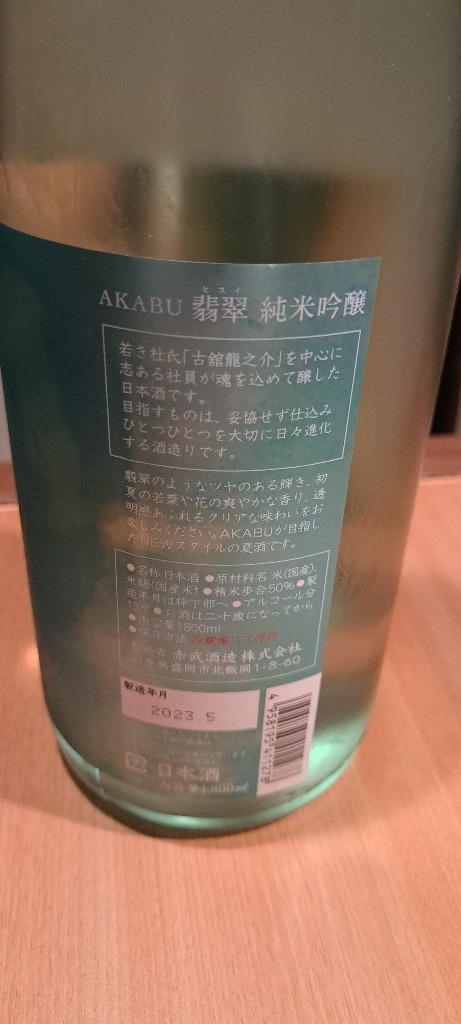 ヒスイ
AKABU 翡翠 純米吟醸
若き杜氏「古舘龍之介」を中心に
志ある社員が魂を込めて醸した
日本酒です。
目指すものは、妥協せず仕込み
ひとつひとつを大切に日々進化
する酒造りです。
翡翠のようなツヤのある輝き、初
夏の若葉や花の爽やかな香り、透
明感あふれるクリアな味わいをお
楽しみください。AKABUが目指し
たNEWスタイルの夏酒です。
●名称 日本酒 ●原材料名 米(国産)、
米麹(国産米) ●精米歩合50% ●製
造年月は枠下部へ ●アルコール分
度 ●お酒は二十歳になってから
●内容量1800ml
●保存方法 冷蔵庫にて保存
赤武酒造株式会社
手県盛岡市北飯岡1-8-60
製造年月
2023.5
日本酒
内容量1,800ml